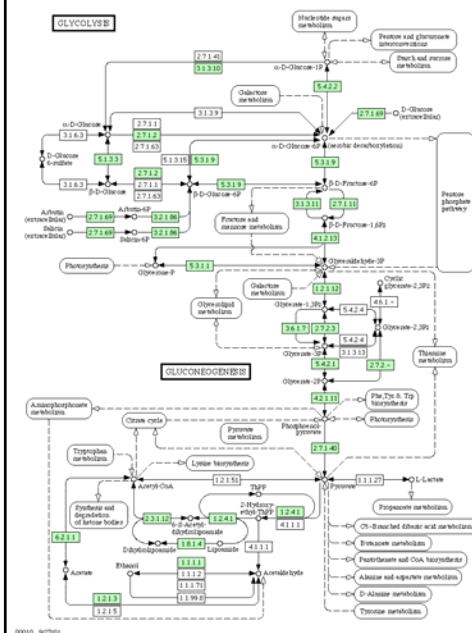 GLYCOLYSIS
Nucleotide sugars
metabolism
Pentose and glucuronate
interconversions
Starch and sucrose
metabolism
2.7.1.41
3.1.3.10
α-D-Glucose-1P
5.4.2.2
Galactose
metabolism
3.1.3.9
2.7.1.69
D-Glucose
(extracellular)
α-D-Glucose
2.7.1.1
2.7.1.2
2.7.1.63
α-D-Glucose-6P
(aerobic decarboxylation)
3.1.6.3
D-Glucose
6-sulfate
5.1.3.3
5.3.1.15
5.3.1.9
5.3.1.9
3.1.6.3
β-D-Glucose
2.7.1.2
2.7.1.1
2.7.1.63
β-D-Glucose-6P
5.3.1.9
β-D-Fructose-6P
Pentose
phosphate
pathway
Arbutin
(extracellular)
2.7.1.69
Arbutin-6P
3.2.1.86
3.1.3.11
2.7.1.11
Salicin
(extracellular)
2.7.1.69
Salicin-6P
3.2.1.86
Fructose and
mannose metabolism
β-D-Fructose-1,6P2
4.1.2.13
Photosynthesis
Glycerone-P
5.3.1.1
Glyceraldehyde-3P
Galactose
metabolism
1.2.1.12
Cyclic
glycerate-2,3P2
Glycerolipid
metabolism
Glycerate-1,3P2
5.4.2.4
4.6.1.-
3.6.1.7
2.7.2.3
Glycerate-2,3P2
5.4.2.4
3.1.3.13
Glycerate-3P
5.4.2.1
2.7.2.-
Thiamine
metabolism
GLUCONEOGENESIS
Glycerate-2P
4.2.1.11
Aminophosphonate
metabolism
Phe, Tyr & Trp
biosynthesis
Photosynthesis
Citrate cycle
Pyruvate
metabolism
Phosphoenol-
pyruvate
2.7.1.40
Tryptophan
metabolism
Lysine biosynthesis
Acetyl-CoA
1.2.1.51
Pyruvate
1.1.1.27
L-Lactate
Propanoate metabolism
Synthesis and
degradation
of ketone bodies
ThPP
2-Hydroxy-
ethyl-ThPP
2.3.1.12
6-S-Acetyl-
dihydrolipoamide
1.2.4.1
1.2.4.1
4.1.1.1
C5-Branched dibasic acid metabolism
6.2.1.1
1.8.1.4
4.1.1.1
Butanoate metabolism
Dihydrolipoamide
Lipoamide
Pantothenate and CoA biosynthesis
Ethanol
1.1.1.1
1.1.1.2
1.1.1.71
1.1.99.8
Alanine and aspartate metabolism
Acetate
Acetaldehyde
D-Alanine metabolism
1.2.1.3
1.2.1.5
Tyrosine metabolism